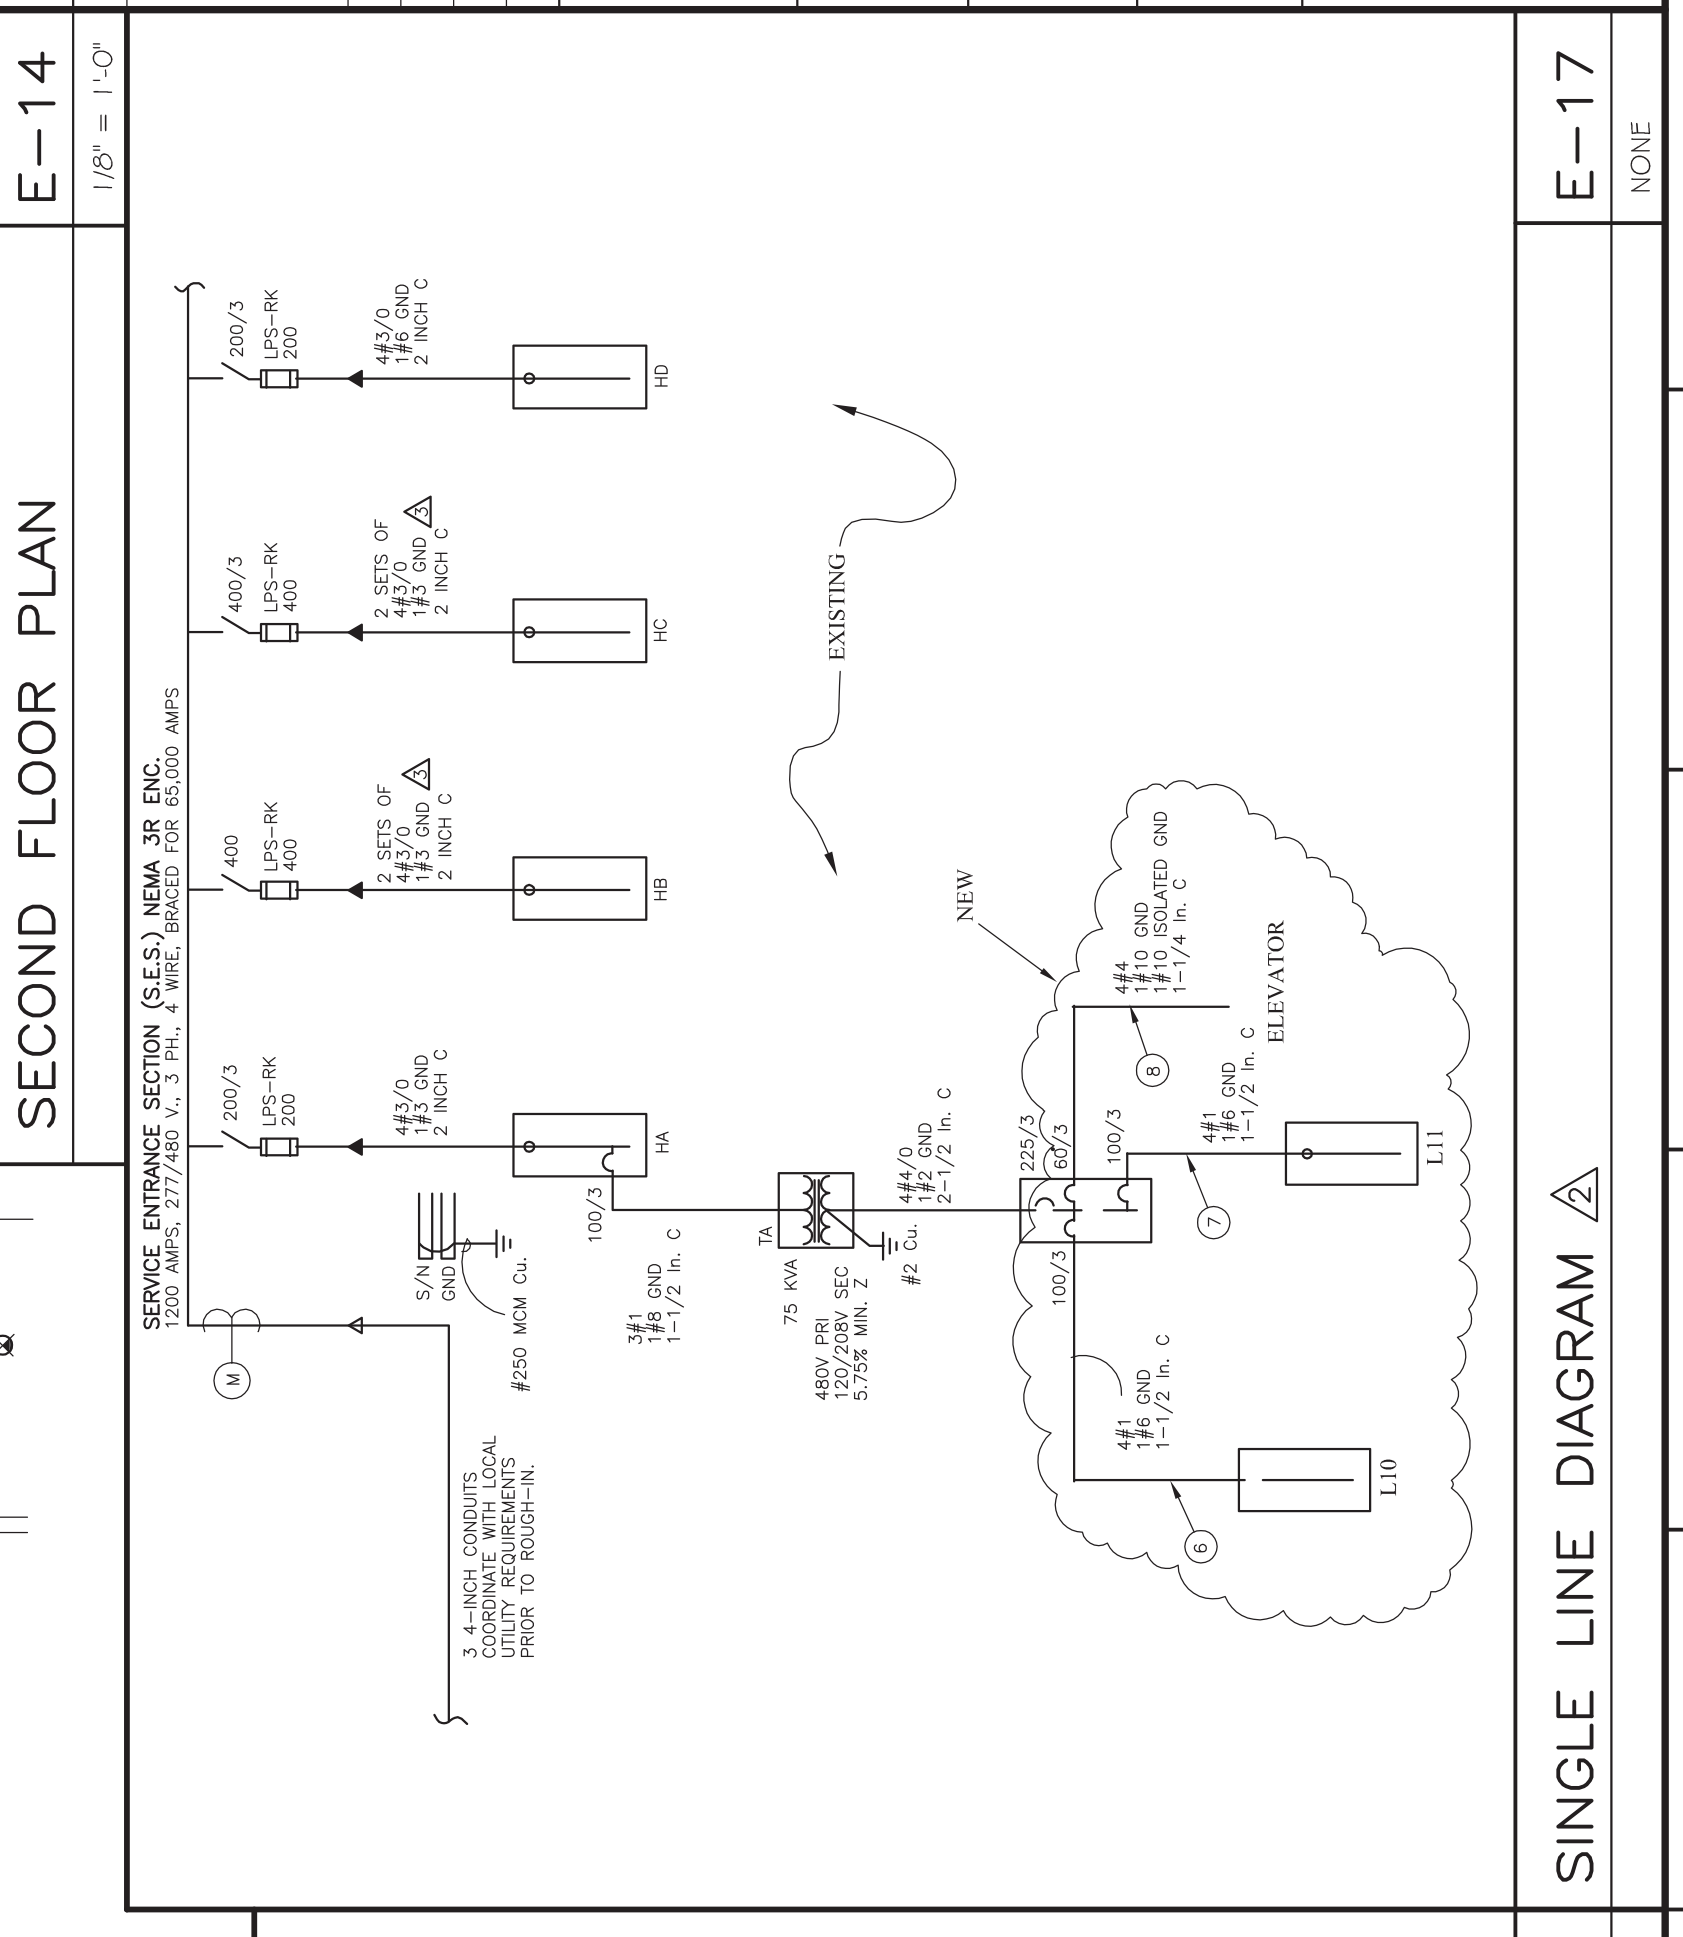 SECOND FLOOR PLAN
E-14
1/8" = 1'-0"
SERVICE ENTRANCE SECTION (S.E.S.) NEMA 3R ENC.
1200 AMPS, 277/480 V., 3 PH., 4 WIRE, BRACED FOR 65,000 AMPS
M
3 4-INCH CONDUITS
COORDINATE WITH LOCAL
UTILITY REQUIREMENTS
PRIOR TO ROUGH-IN.
S/N
GND
#250 MCM Cu.
200/3
LPS-RK
200
4#3/0
1#3 GND
2 INCH C
HA
400
LPS-RK
400
2 SETS OF
4#3/0
1#3 GND
2 INCH C
3
HB
400/3
LPS-RK
400
2 SETS OF
4#3/0
1#3 GND
2 INCH C
3
HC
200/3
LPS-RK
200
4#3/0
1#6 GND
2 INCH C
HD
100/3
3#1
1#8 GND
1-1/2 In. C
TA
75 KVA
480V PRI
120/208V SEC
5.75% MIN. Z
#2 Cu.
4#4/0
1#2 GND
2-1/2 In. C
EXISTING
NEW
225/3
60/3
100/3
100/3
4#4
1#10 GND
1#10 ISOLATED GND
1-1/4 In. C
8
ELEVATOR
4#1
1#6 GND
1-1/2 In. C
7
L11
4#1
1#6 GND
1-1/2 In. C
6
L10
SINGLE LINE DIAGRAM
2
E-17
NONE